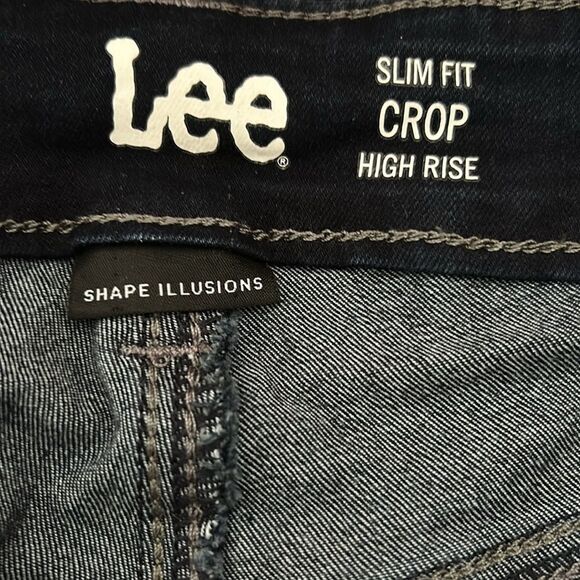 Lee®
SLIM FIT
CROP
HIGH RISE
SHAPE ILLUSIONS